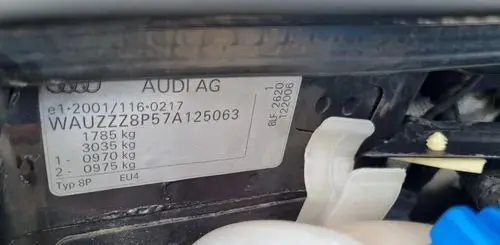 AUDI AG
e1*2001/116*0217
WAUZZZ8P57A125063
1785 kg
3035 kg
1- 0970 kg
2- 0975 kg
Typ 8P EU4
1
BLF 2620
122006